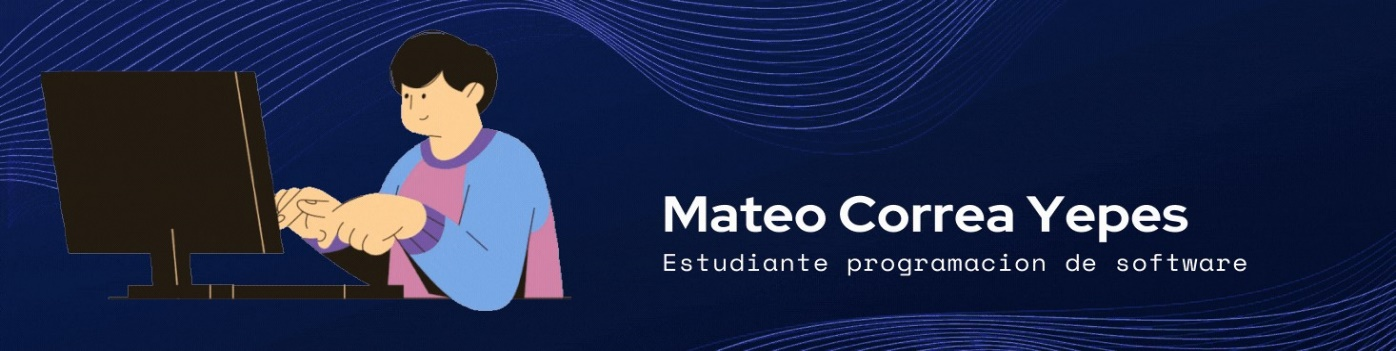 Mateo Correa Yepes
Estudiante programacion de software